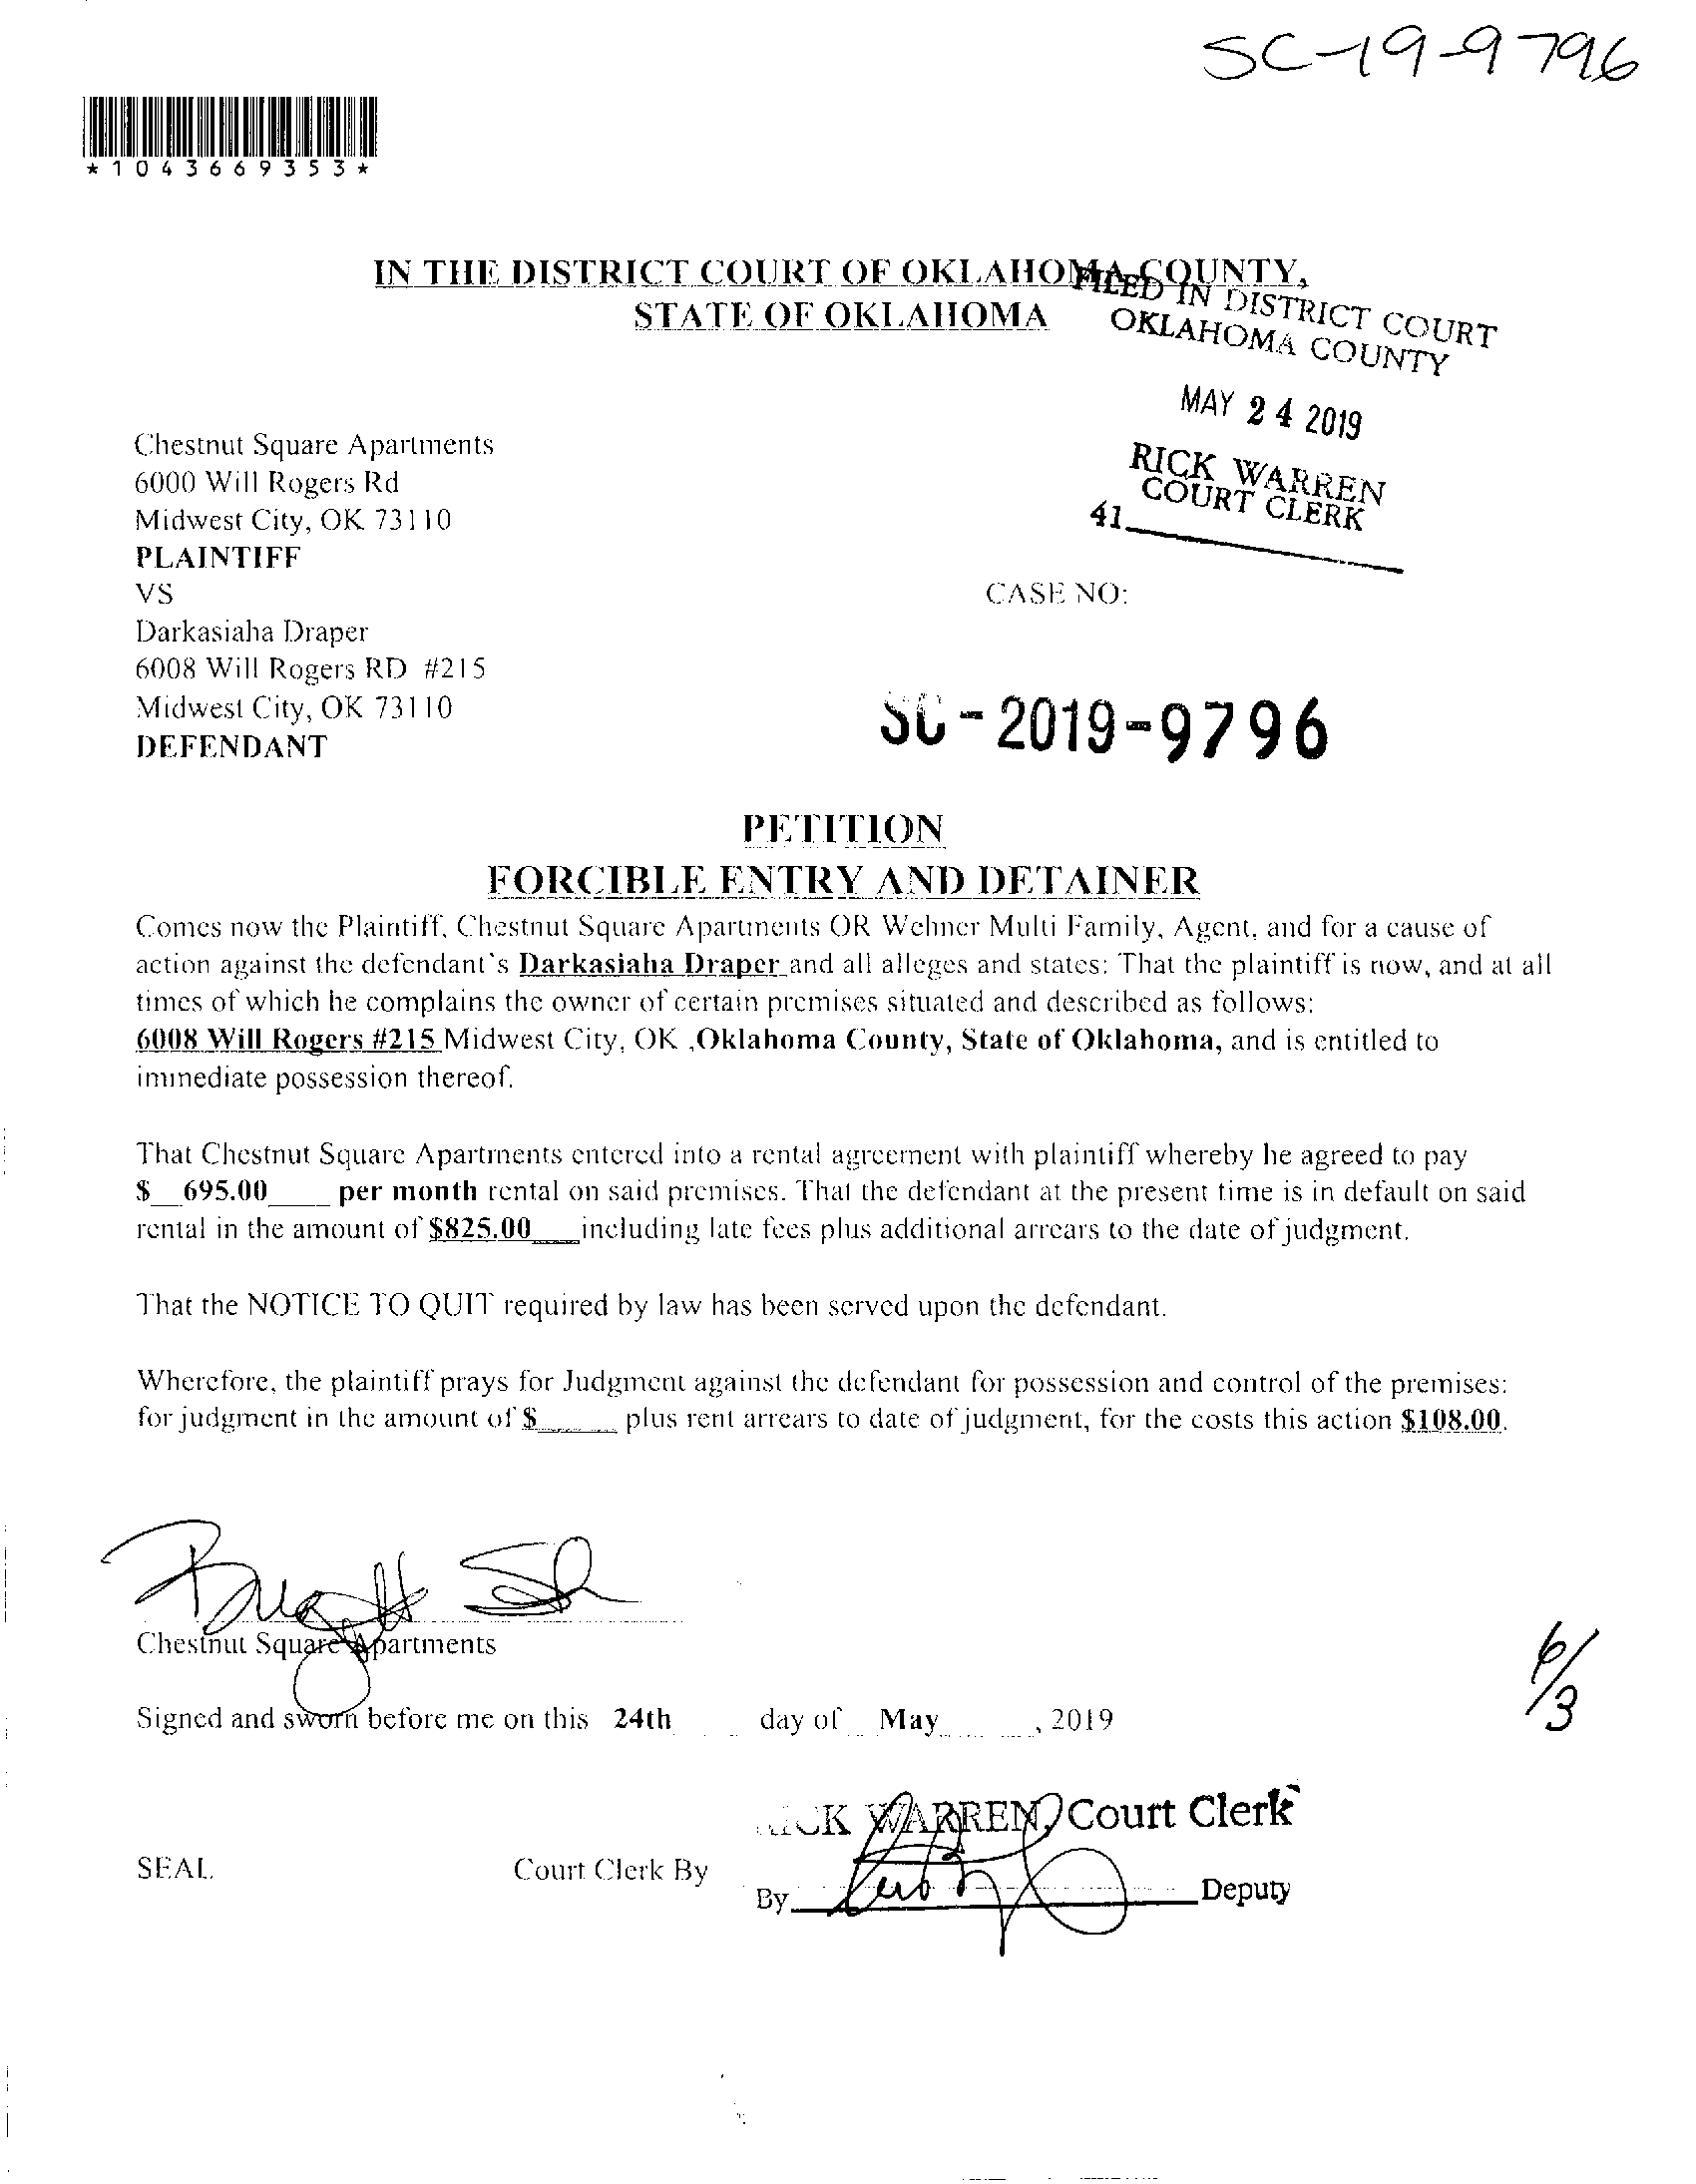 SC-19-9796
*1043669353*
IN THE DISTRICT COURT OF OKLAHOMA COUNTY,
STATE OF OKLAHOMA
FILED IN DISTRICT COURT
OKLAHOMA COUNTY
MAY 24 2019
RICK WARREN
COURT CLERK
41
Chestnut Square Apartments
6000 Will Rogers Rd
Midwest City, OK 73110
PLAINTIFF
VS
CASE NO:
Darkasiaha Draper
6008 Will Rogers RD #215
Midwest City, OK 73110
DEFENDANT
SC-2019-9796
PETITION
FORCIBLE ENTRY AND DETAINER
Comes now the Plaintiff, Chestnut Square Apartments OR Wehner Multi Family, Agent, and for a cause of
action against the defendant's Darkasiaha Draper and all alleges and states: That the plaintiff is now, and at all
times of which he complains the owner of certain premises situated and described as follows:
6008 Will Rogers #215 Midwest City, OK ,Oklahoma County, State of Oklahoma, and is entitled to
immediate possession thereof.
That Chestnut Square Apartments entered into a rental agreement with plaintiff whereby he agreed to pay
$__695.00____ per month rental on said premises. That the defendant at the present time is in default on said
rental in the amount of $825.00___including late fees plus additional arrears to the date of judgment.
That the NOTICE TO QUIT required by law has been served upon the defendant.
Wherefore, the plaintiff prays for Judgment against the defendant for possession and control of the premises:
for judgment in the amount of $______ plus rent arrears to date of judgment, for the costs this action $108.00.
Chestnut Square Apartments
6/3
Signed and sworn before me on this 24th day of May, 2019
RICK WARREN, Court Clerk
SEAL
Court Clerk By
By Deputy